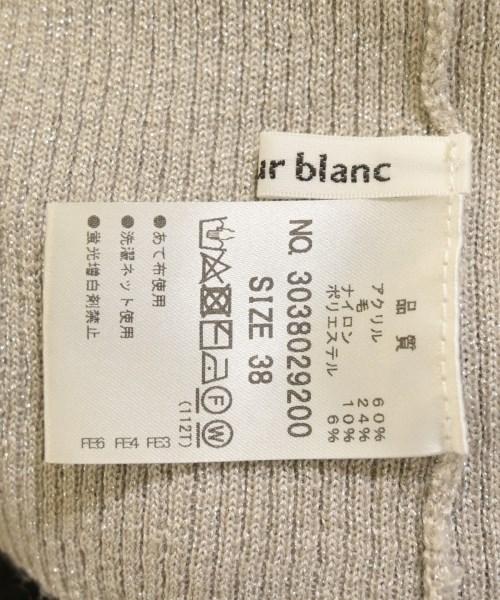 ur blanc
品質
アクリル 60%
毛 24%
ナイロン 10%
ポリエステル 6%
NO. 3038029200
SIZE 38
(112T)
●あて布使用
●洗濯ネット使用
●蛍光増白剤禁止
FE6 FE4 FE3